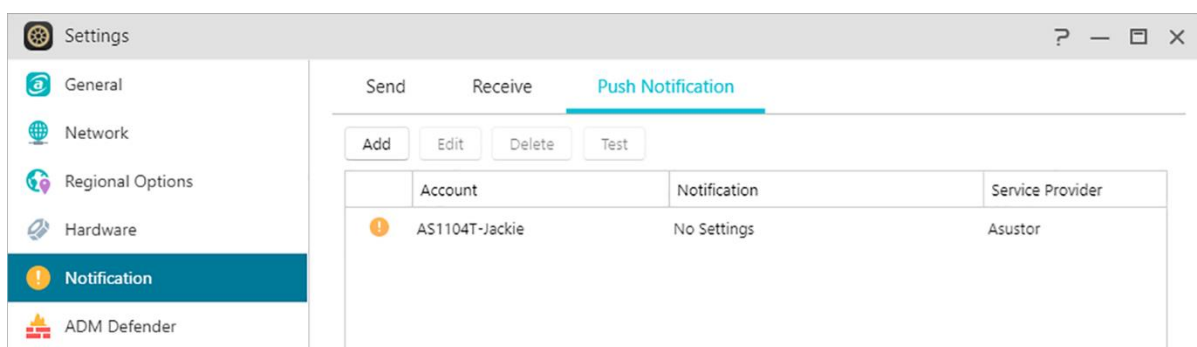 Settings
General
Network
Regional Options
Hardware
Notification
ADM Defender
Send Receive Push Notification
Add Edit Delete Test
Account Notification Service Provider
AS1104T-Jackie No Settings Asustor